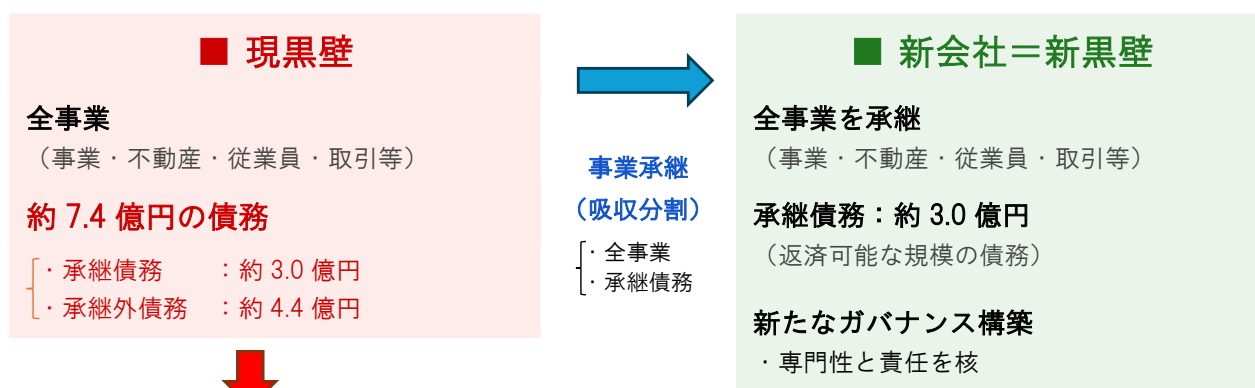 ■ 現黒壁
全事業
（事業・不動産・従業員・取引等）
約 7.4 億円の債務
・承継債務　　：約 3.0 億円
・承継外債務　：約 4.4 億円
事業承継
（吸収分割）
・全事業
・承継債務
■ 新会社＝新黒壁
全事業を承継
（事業・不動産・従業員・取引等）
承継債務：約 3.0 億円
（返済可能な規模の債務）
新たなガバナンス構築
・専門性と責任を核